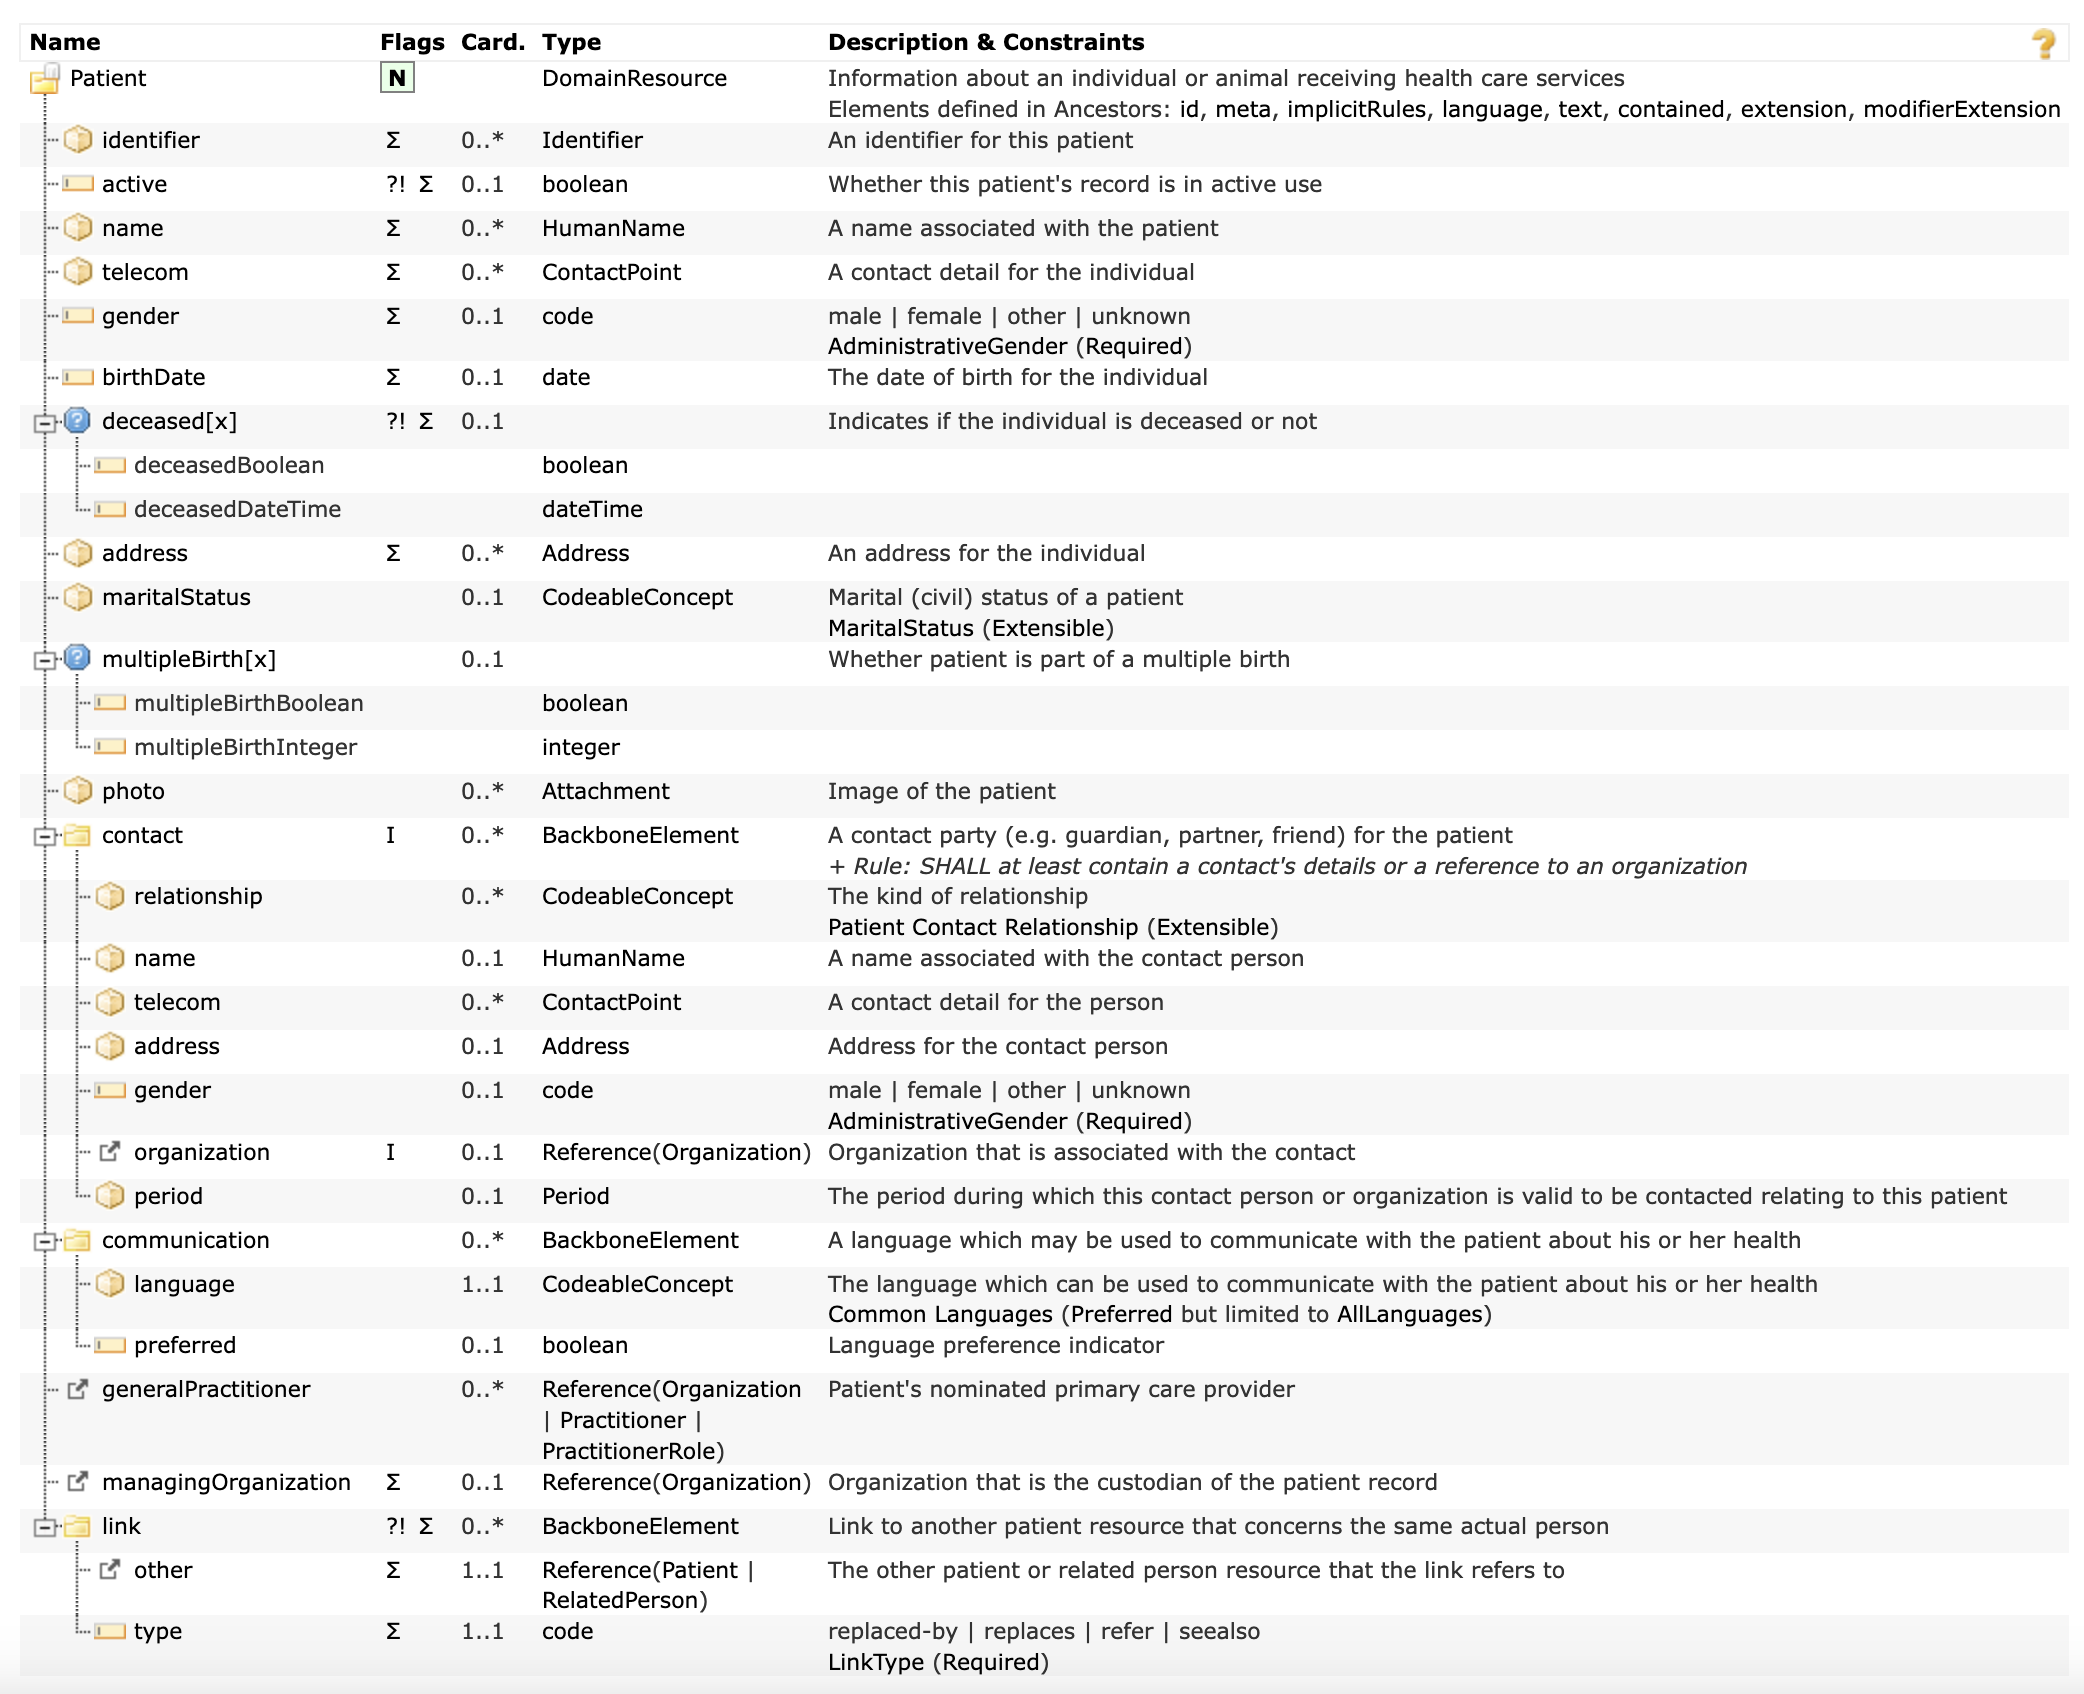 Name Flags Card. Type Description & Constraints
Patient N DomainResource Information about an individual or animal receiving health care services
Elements defined in Ancestors: id, meta, implicitRules, language, text, contained, extension, modifierExtension
identifier Σ 0..* Identifier An identifier for this patient
active ?! Σ 0..1 boolean Whether this patient's record is in active use
name Σ 0..* HumanName A name associated with the patient
telecom Σ 0..* ContactPoint A contact detail for the individual
gender Σ 0..1 code male | female | other | unknown
AdministrativeGender (Required)
birthDate Σ 0..1 date The date of birth for the individual
deceased[x] ?! Σ 0..1 Indicates if the individual is deceased or not
deceasedBoolean boolean
deceasedDateTime dateTime
address Σ 0..* Address An address for the individual
maritalStatus 0..1 CodeableConcept Marital (civil) status of a patient
MaritalStatus (Extensible)
multipleBirth[x] 0..1 Whether patient is part of a multiple birth
multipleBirthBoolean boolean
multipleBirthInteger integer
photo 0..* Attachment Image of the patient
contact I 0..* BackboneElement A contact party (e.g. guardian, partner, friend) for the patient
+ Rule: SHALL at least contain a contact's details or a reference to an organization
relationship 0..* CodeableConcept The kind of relationship
Patient Contact Relationship (Extensible)
name 0..1 HumanName A name associated with the contact person
telecom 0..* ContactPoint A contact detail for the person
address 0..1 Address Address for the contact person
gender 0..1 code male | female | other | unknown
AdministrativeGender (Required)
organization I 0..1 Reference(Organization) Organization that is associated with the contact
period 0..1 Period The period during which this contact person or organization is valid to be contacted relating to this patient
communication 0..* BackboneElement A language which may be used to communicate with the patient about his or her health
language 1..1 CodeableConcept The language which can be used to communicate with the patient about his or her health
Common Languages (Preferred but limited to AllLanguages)
preferred 0..1 boolean Language preference indicator
generalPractitioner 0..* Reference(Organization Patient's nominated primary care provider
| Practitioner |
PractitionerRole)
managingOrganization Σ 0..1 Reference(Organization) Organization that is the custodian of the patient record
link ?! Σ 0..* BackboneElement Link to another patient resource that concerns the same actual person
other Σ 1..1 Reference(Patient | The other patient or related person resource that the link refers to
RelatedPerson)
type Σ 1..1 code replaced-by | replaces | refer | seealso
LinkType (Required)